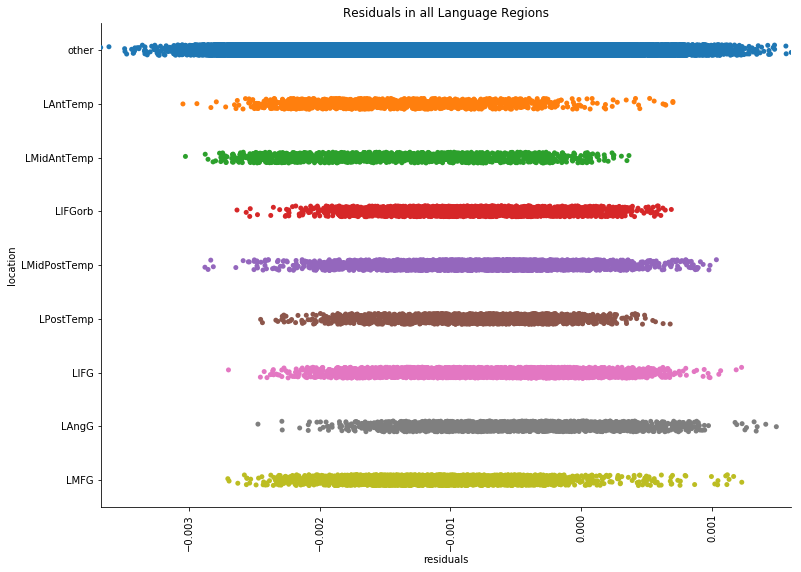 Residuals in all Language Regions
other
LAntTemp
LMidAntTemp
LIFGorb
LMidPostTemp
LPostTemp
LIFG
LAngG
LMFG
location
−0.003
−0.002
−0.001
0.000
0.001
residuals